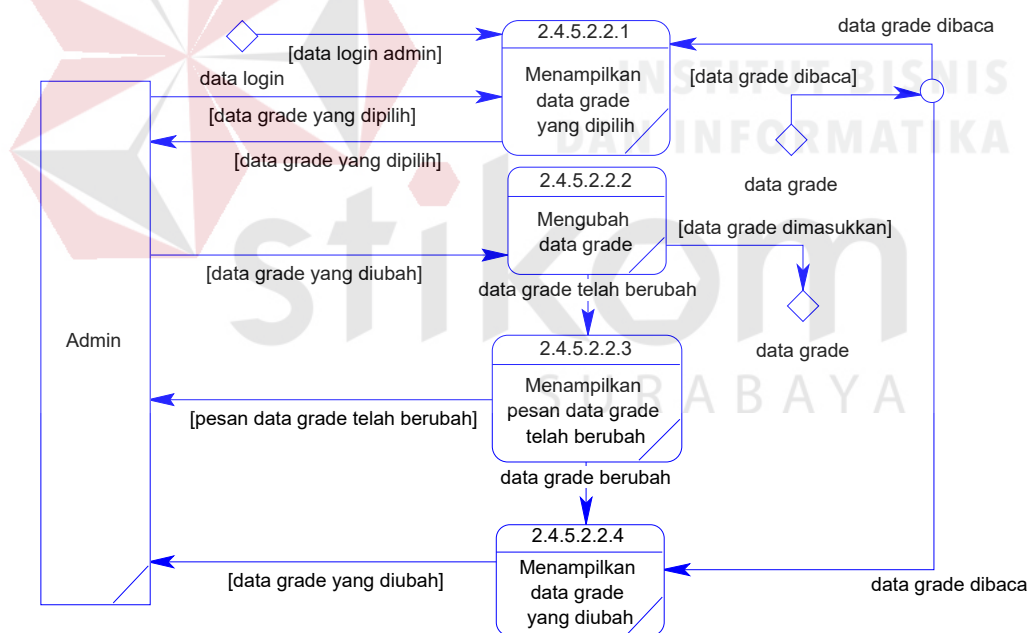 data grade dibaca
2.4.5.2.2.1
[data login admin]
data login
Menampilkan
data grade
yang dipilih
[data grade dibaca]
INSTITUT BISNIS
DAN INFORMATIKA
[data grade yang dipilih]
[data grade yang dipilih]
data grade
2.4.5.2.2.2
Mengubah
data grade
[data grade dimasukkan]
[data grade yang diubah]
stikom
data grade telah berubah
Admin
data grade
2.4.5.2.2.3
Menampilkan
pesan data grade
telah berubah
SURABAYA
[pesan data grade telah berubah]
data grade berubah
2.4.5.2.2.4
Menampilkan
data grade
yang diubah
[data grade yang diubah]
data grade dibaca